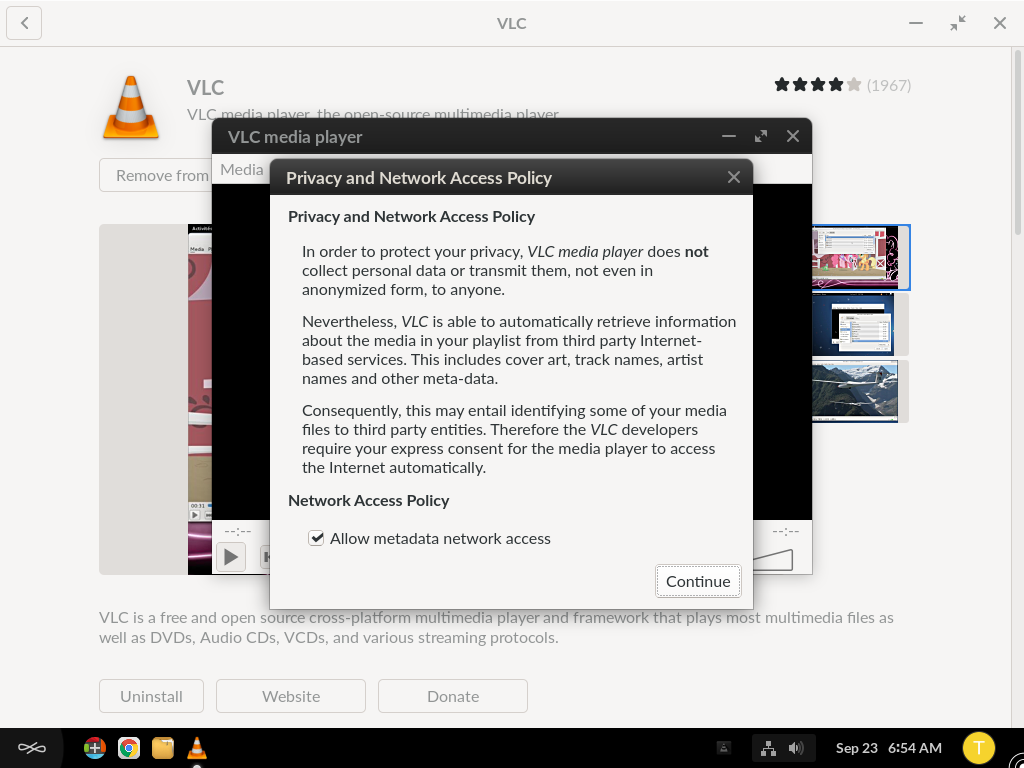 VLC
VLC
(1967)
VLC media player, the open-source multimedia player
VLC media player
Remove from
Media
Privacy and Network Access Policy
Privacy and Network Access Policy
In order to protect your privacy, VLC media player does not
collect personal data or transmit them, not even in
anonymized form, to anyone.
Nevertheless, VLC is able to automatically retrieve information
about the media in your playlist from third party Internet-
based services. This includes cover art, track names, artist
names and other meta-data.
Consequently, this may entail identifying some of your media
files to third party entities. Therefore the VLC developers
require your express consent for the media player to access
the Internet automatically.
Network Access Policy
--:--
--:--
Allow metadata network access
Continue
VLC is a free and open source cross-platform multimedia player and framework that plays most multimedia files as
well as DVDs, Audio CDs, VCDs, and various streaming protocols.
Uninstall
Website
Donate
Sep 23 6:54 AM
T